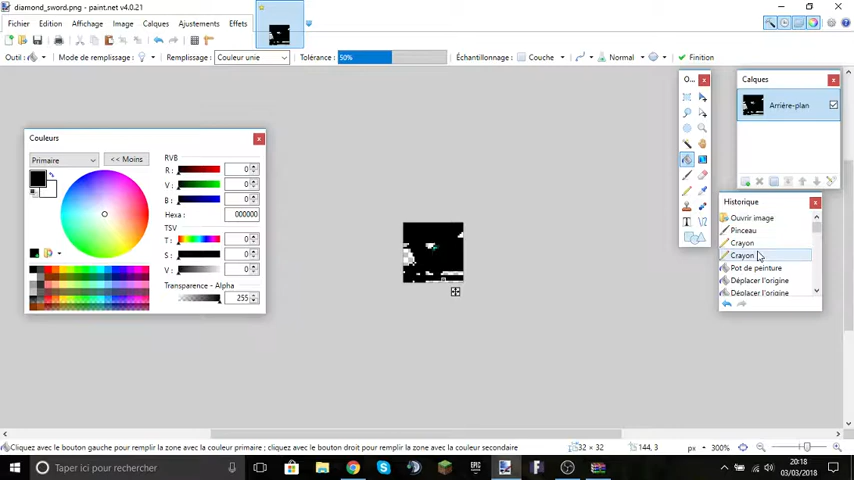 diamond_sword.png - paint.net v4.0.21
Fichier Edition Affichage Image Calques Ajustements Effets
Outil: Mode de remplissage: Remplissage: Couleur unie Tolérance: 50% Échantillonnage: Couche Normal Finition
Couleurs
Primaire << Moins
RVB
R: 0
V: 0
B: 0
Hexa: 000000
TSV
T: 0
S: 0
V: 0
Transparence - Alpha
255
O...
T
Calques
Arrière-plan
Historique
Ouvrir image
Pinceau
Crayon
Crayon
Pot de peinture
Déplacer l'origine
Déplacer l'origine
Cliquez avec le bouton gauche pour remplir la zone avec la couleur primaire ; cliquez avec le bouton droit pour remplir la zone avec la couleur secondaire
32 × 32 144, 3 px 300%
Taper ici pour rechercher
EPIC
20:18
03/03/2018